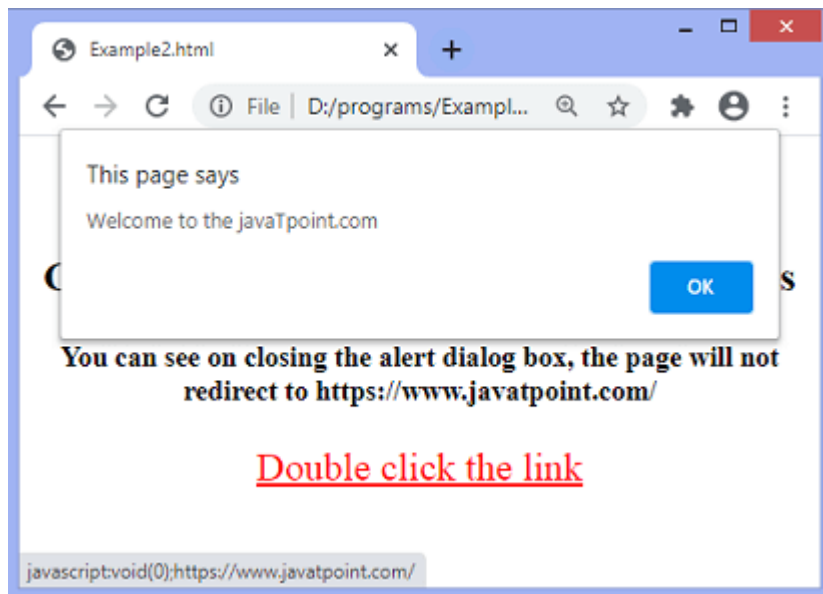 Example2.html
File | D:/programs/Exampl...
This page says
Welcome to the javaTpoint.com
OK
You can see on closing the alert dialog box, the page will not
redirect to https://www.javatpoint.com/
Double click the link
javascript:void(0);https://www.javatpoint.com/